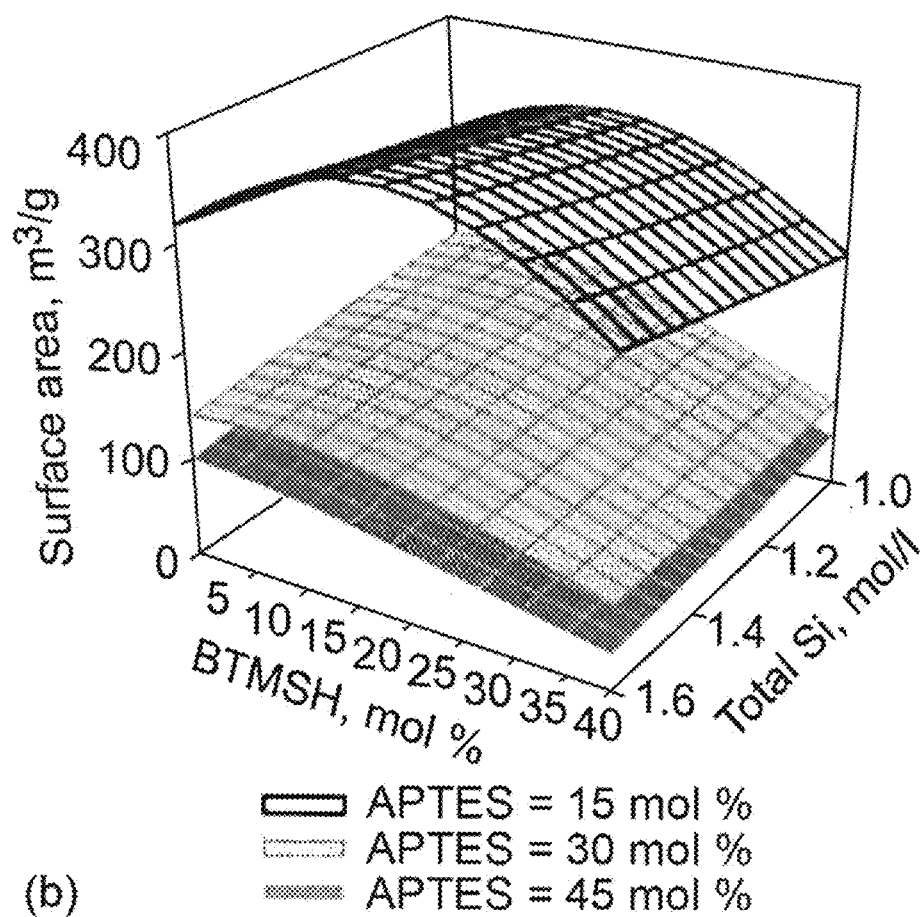 400
300
200
100
0
Surface area, m³/g
5
10
15
20
25
30
35
40
BTMSH, mol %
1.0
1.2
1.4
1.6
Total Si, mol/l
APTES = 15 mol %
APTES = 30 mol %
(b) APTES = 45 mol %